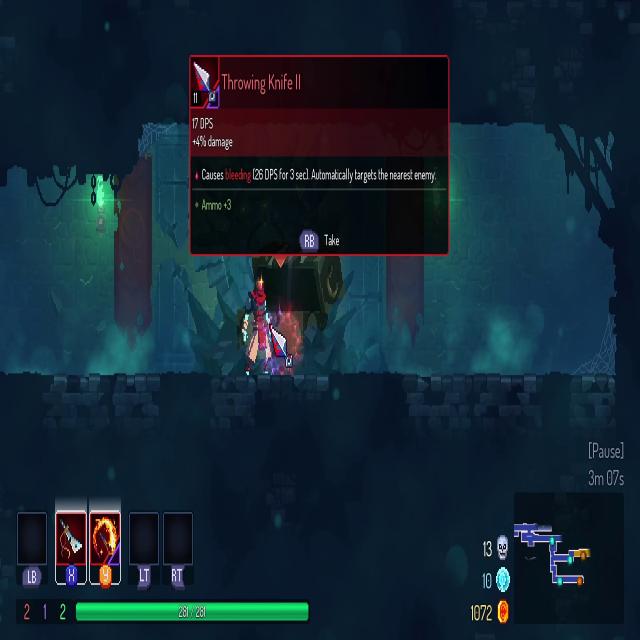 Throwing Knife II
11
17 DPS
+4% damage
Causes bleeding (26 DPS for 3 sec). Automatically targets the nearest enemy.
Ammo +3
RB Take
[Pause]
3m 07s
13
10
1072
LB X Y LT RT
2 1 2 281 / 281